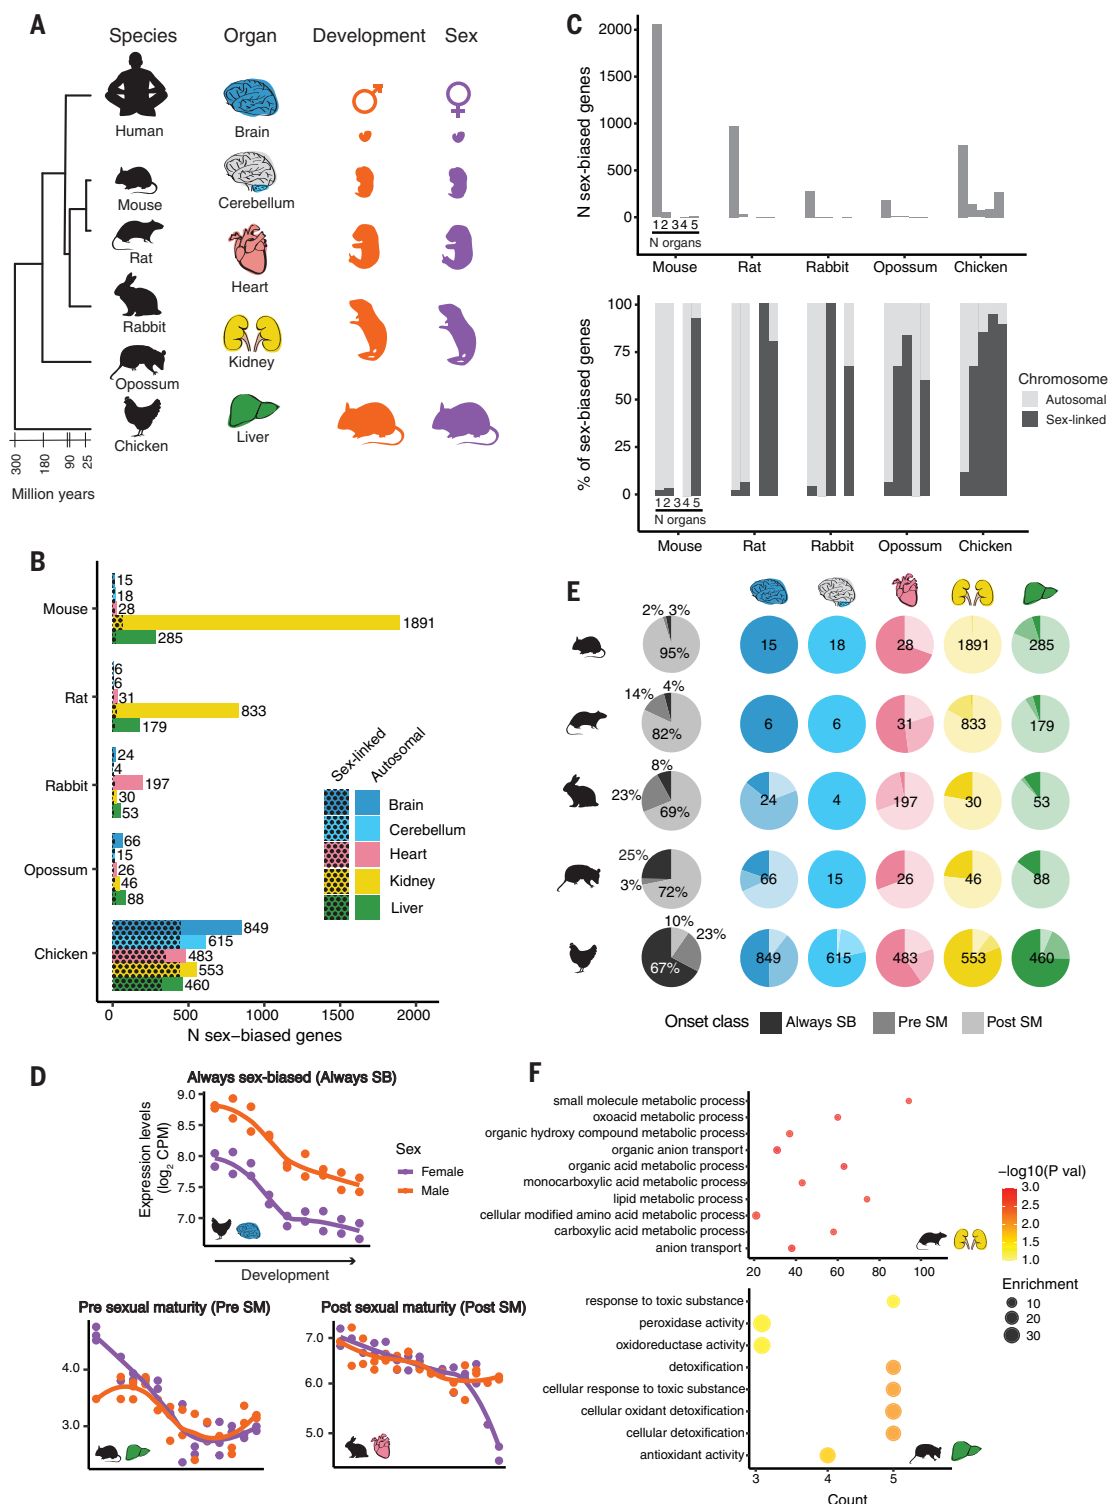 A
Species Organ Development Sex
Human
Brain
Mouse
Cerebellum
Rat
Heart
Rabbit
Kidney
Opossum
Chicken
Liver
300 180 90 25
Million years
C
N sex-biased genes
2000
1500
1000
500
0
1 2 3 4 5
N organs
Mouse Rat Rabbit Opossum Chicken
% of sex-biased genes
100
75
50
25
0
1 2 3 4 5
N organs
Mouse Rat Rabbit Opossum Chicken
Chromosome
Autosomal
Sex-linked
B
Mouse
15
18
28
1891
285
Rat
6
6
31
833
179
Rabbit
24
4
197
30
53
Opossum
66
15
26
46
88
Chicken
849
615
483
553
460
0 500 1000 1500 2000
N sex−biased genes
Sex-linked Autosomal
Brain
Cerebellum
Heart
Kidney
Liver
E
2% 3%
95%
15 18 28 1891 285
14% 4%
82%
6 6 31 833 179
8%
23%
69%
24 4 197 30 53
25%
3%
72%
66 15 26 46 88
10%
23%
67%
849 615 483 553 460
Onset class Always SB Pre SM Post SM
D
Always sex-biased (Always SB)
Expression levels
(log2 CPM)
9.0
8.5
8.0
7.5
7.0
Sex
Female
Male
Development
Pre sexual maturity (Pre SM)
4.0
3.0
Post sexual maturity (Post SM)
7.0
6.0
5.0
F
small molecule metabolic process
oxoacid metabolic process
organic hydroxy compound metabolic process
organic anion transport
organic acid metabolic process
monocarboxylic acid metabolic process
lipid metabolic process
cellular modified amino acid metabolic process
carboxylic acid metabolic process
anion transport
20 40 60 80 100
response to toxic substance
peroxidase activity
oxidoreductase activity
detoxification
cellular response to toxic substance
cellular oxidant detoxification
cellular detoxification
antioxidant activity
3 4 5
Count
−log10(P val)
3.0
2.5
2.0
1.5
1.0
Enrichment
10
20
30